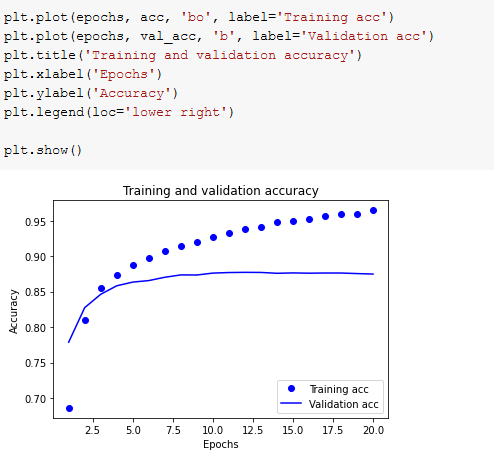 plt.plot(epochs, acc, 'bo', label='Training acc')
plt.plot(epochs, val_acc, 'b', label='Validation acc')
plt.title('Training and validation accuracy')
plt.xlabel('Epochs')
plt.ylabel('Accuracy')
plt.legend(loc='lower right')
plt.show()
Training and validation accuracy
Accuracy
0.95
0.90
0.85
0.80
0.75
0.70
Training acc
Validation acc
2.5 5.0 7.5 10.0 12.5 15.0 17.5 20.0
Epochs